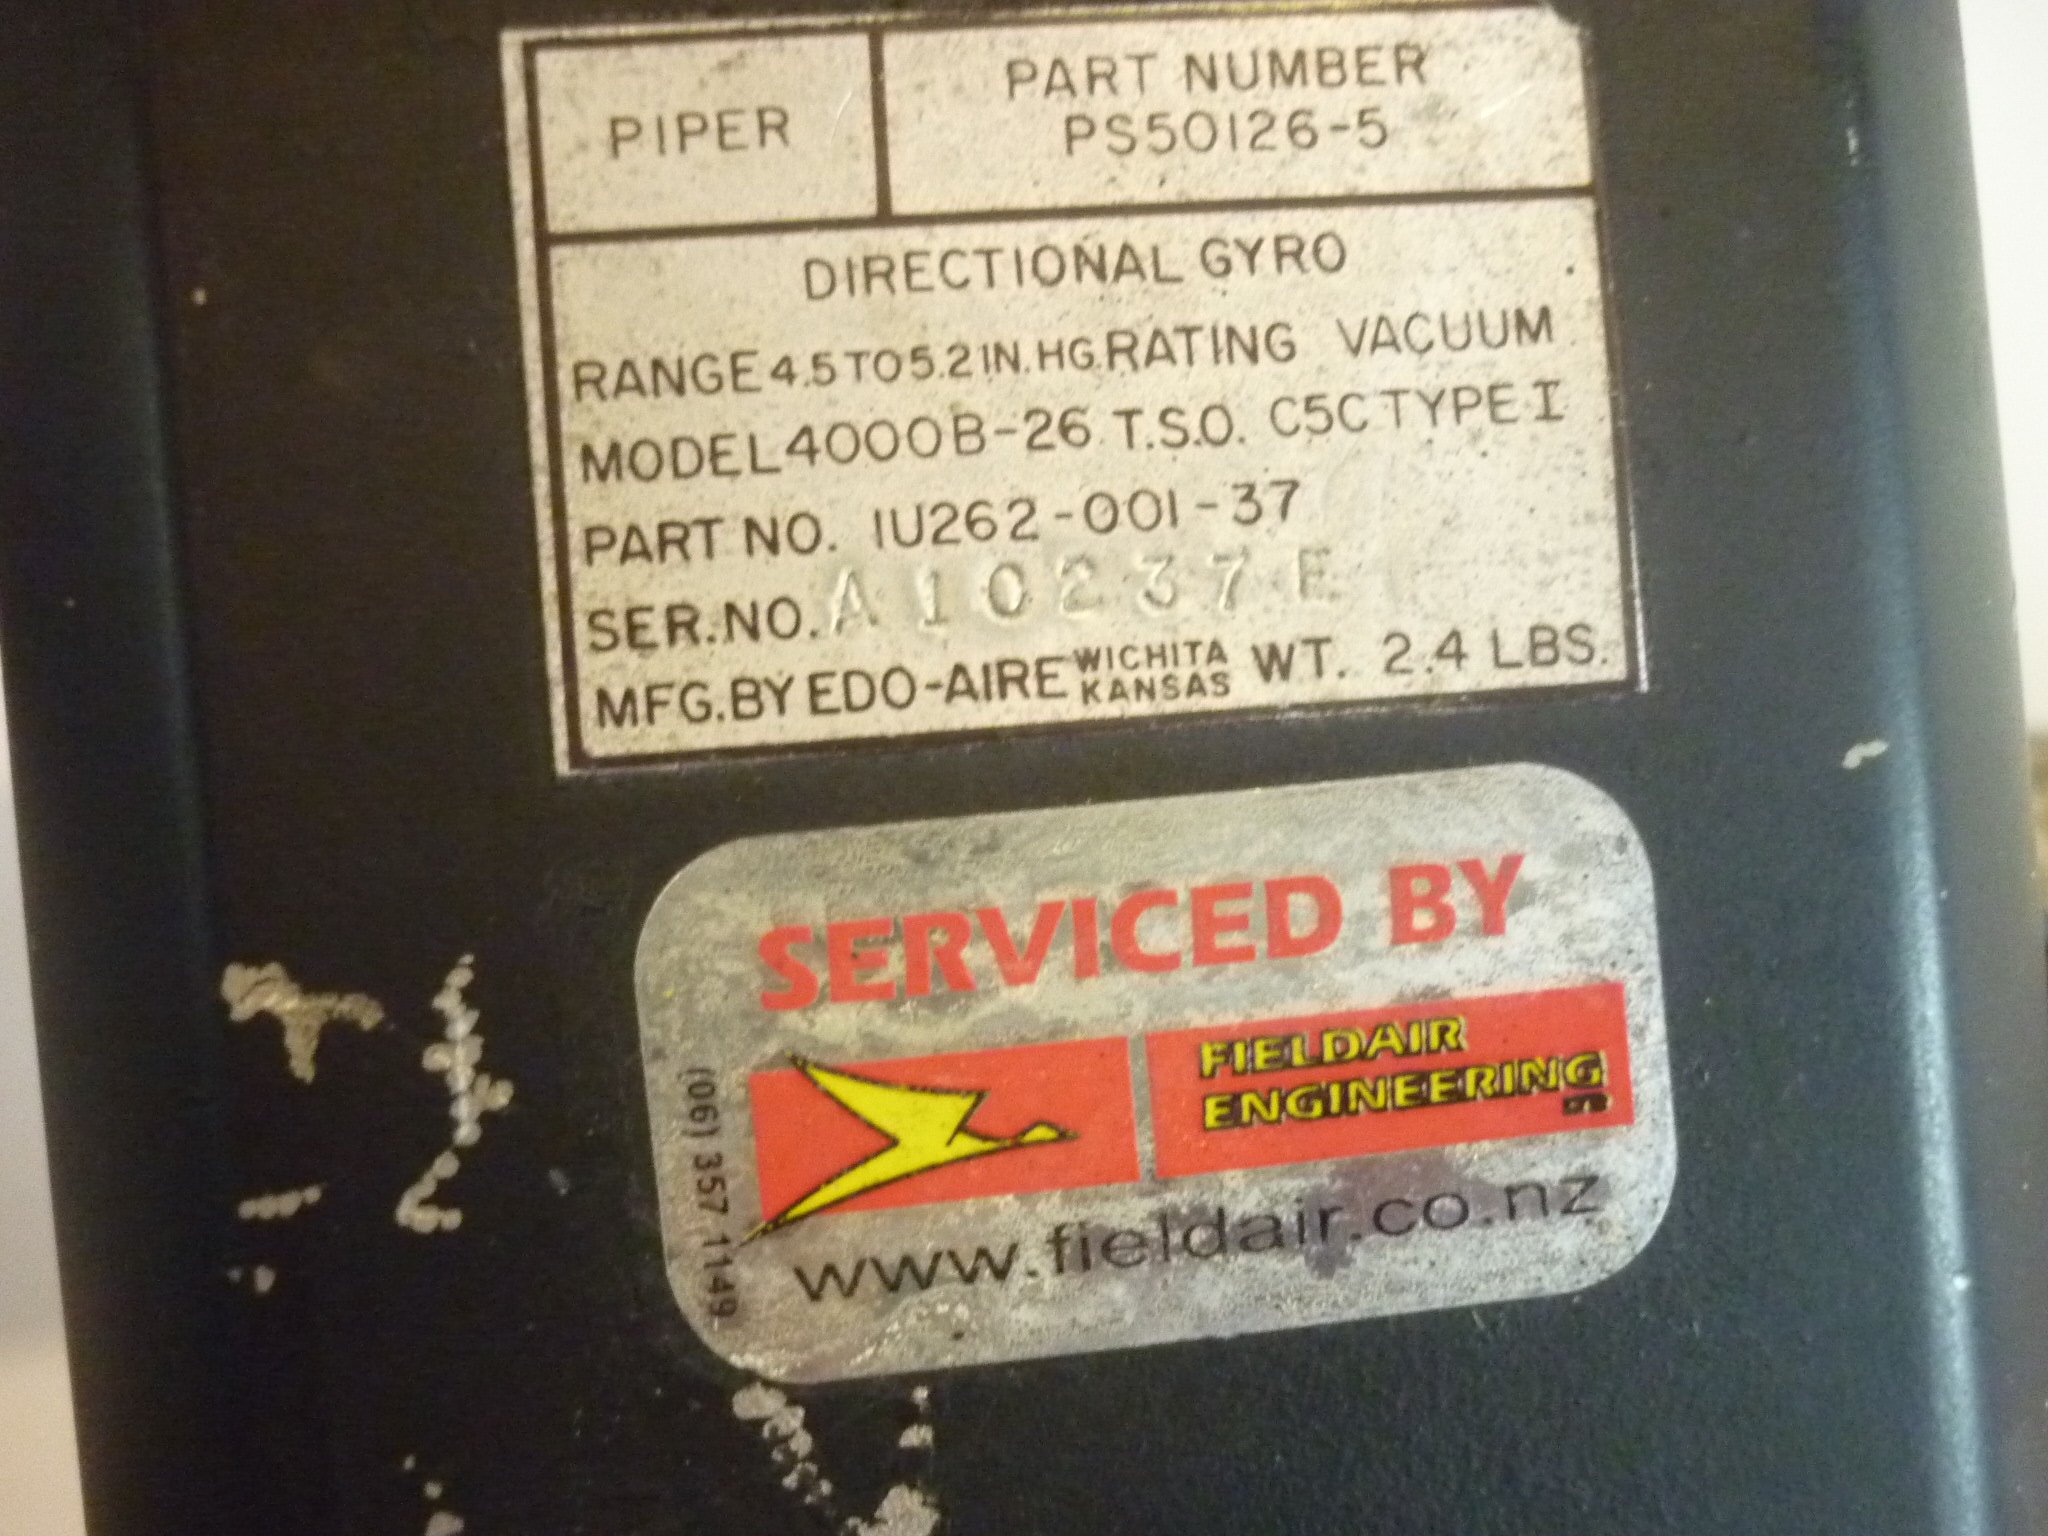 PIPER
PART NUMBER
PS50126-5
DIRECTIONAL GYRO
RANGE 4.5 TO 5.2 IN. HG. RATING VACUUM
MODEL 4000B-26 T.S.O. C5C TYPE I
PART NO. 1U262-001-37
SER. NO. A10237E
MFG. BY EDO-AIRE WICHITA KANSAS WT. 2.4 LBS.
SERVICED BY
FIELDAIR
ENGINEERING
LTD
www.fieldair.co.nz
(06) 357 1149